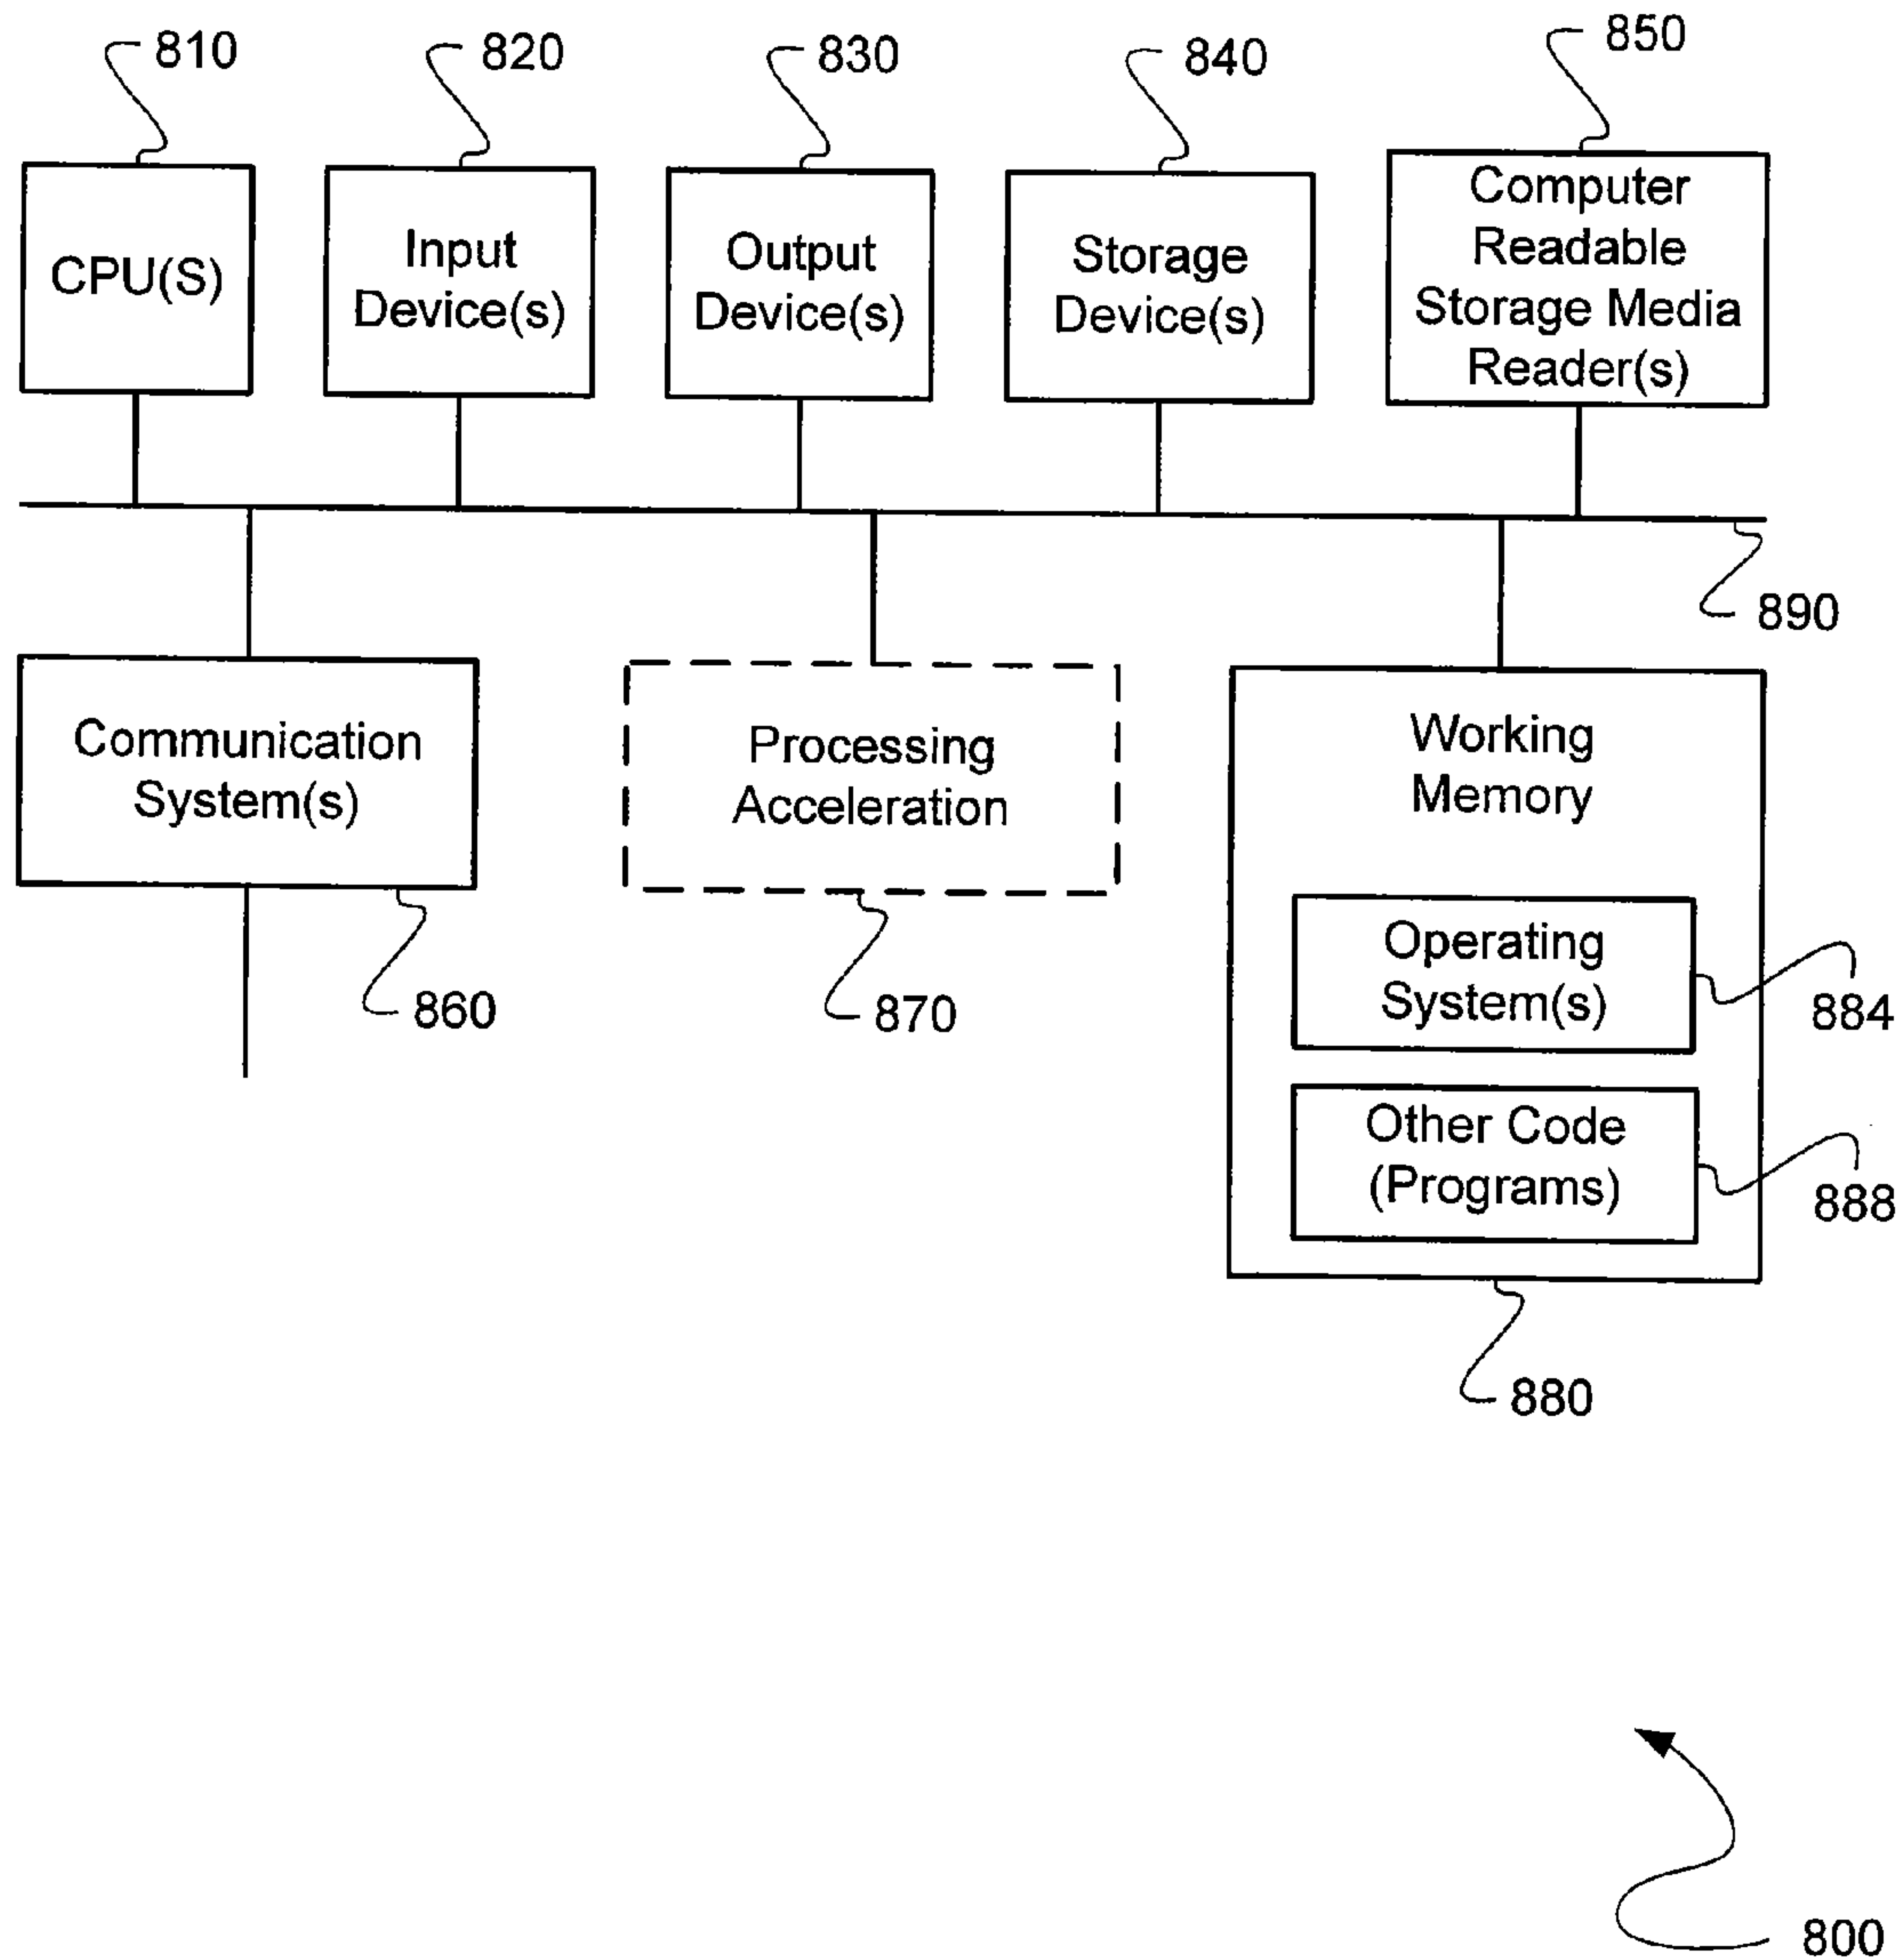 810
820
830
840
850
CPU(S)
Input
Device(s)
Output
Device(s)
Storage
Device(s)
Computer
Readable
Storage Media
Reader(s)
890
Communication
System(s)
Processing
Acceleration
Working
Memory
Operating
System(s)
860
870
884
Other Code
(Programs)
888
880
800